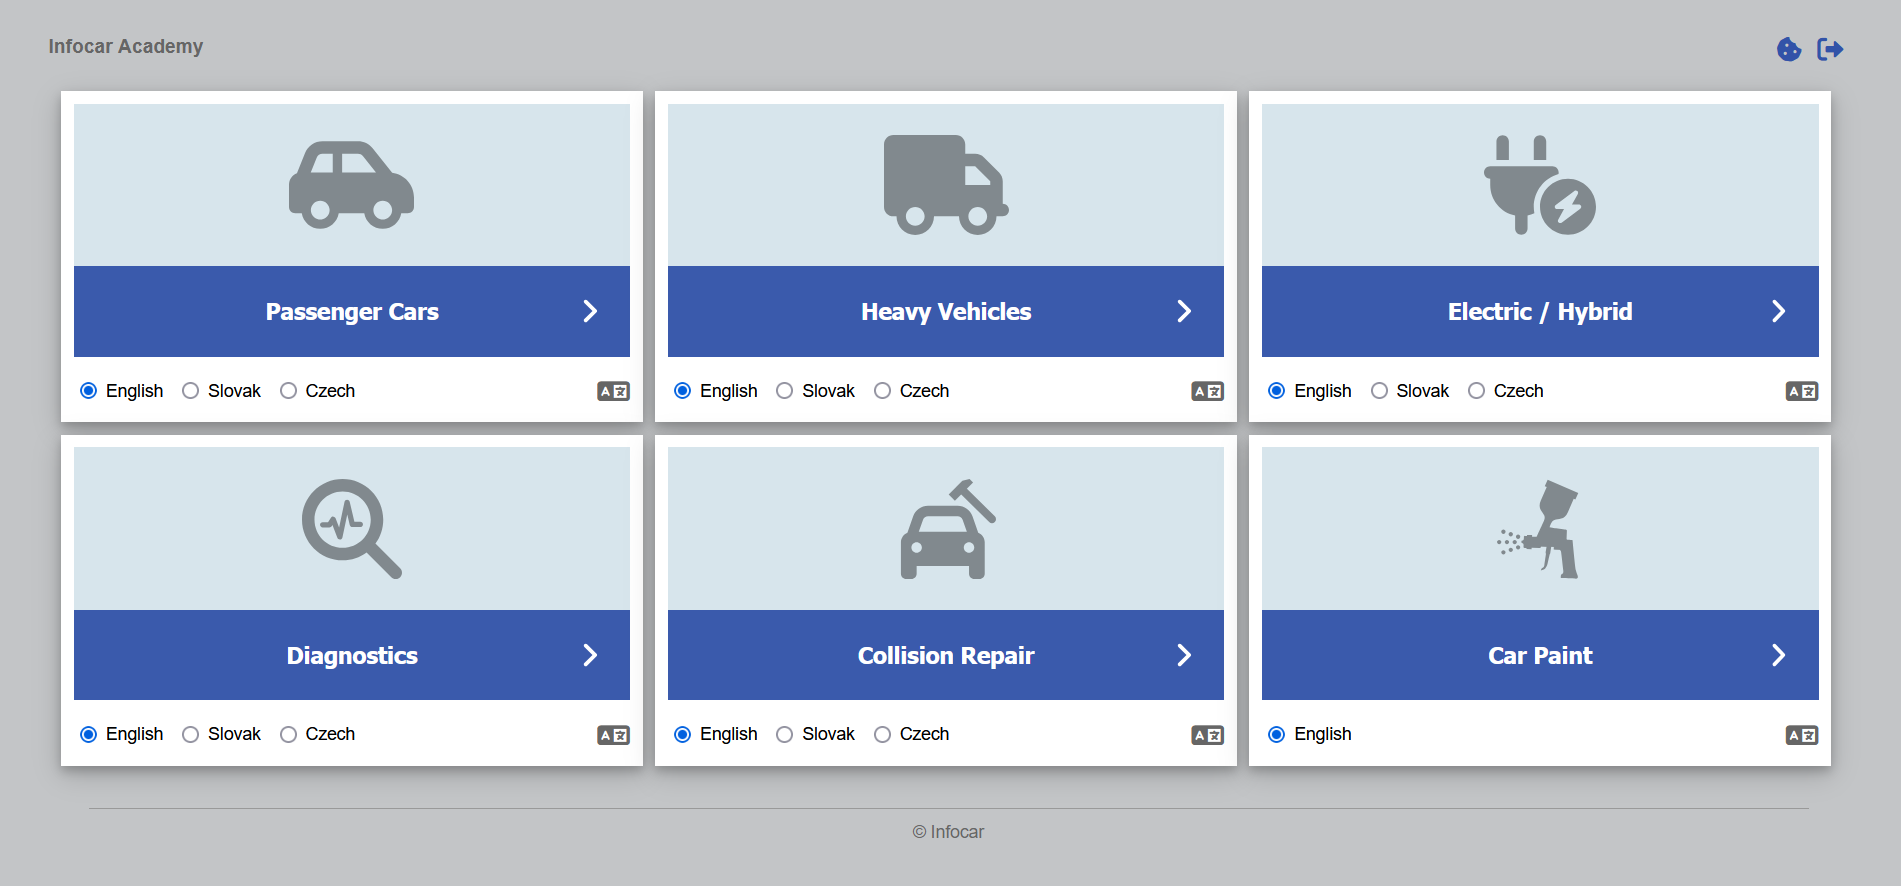 Infocar Academy
Passenger Cars
English Slovak Czech
Heavy Vehicles
English Slovak Czech
Electric / Hybrid
English Slovak Czech
Diagnostics
English Slovak Czech
Collision Repair
English Slovak Czech
Car Paint
English
© Infocar